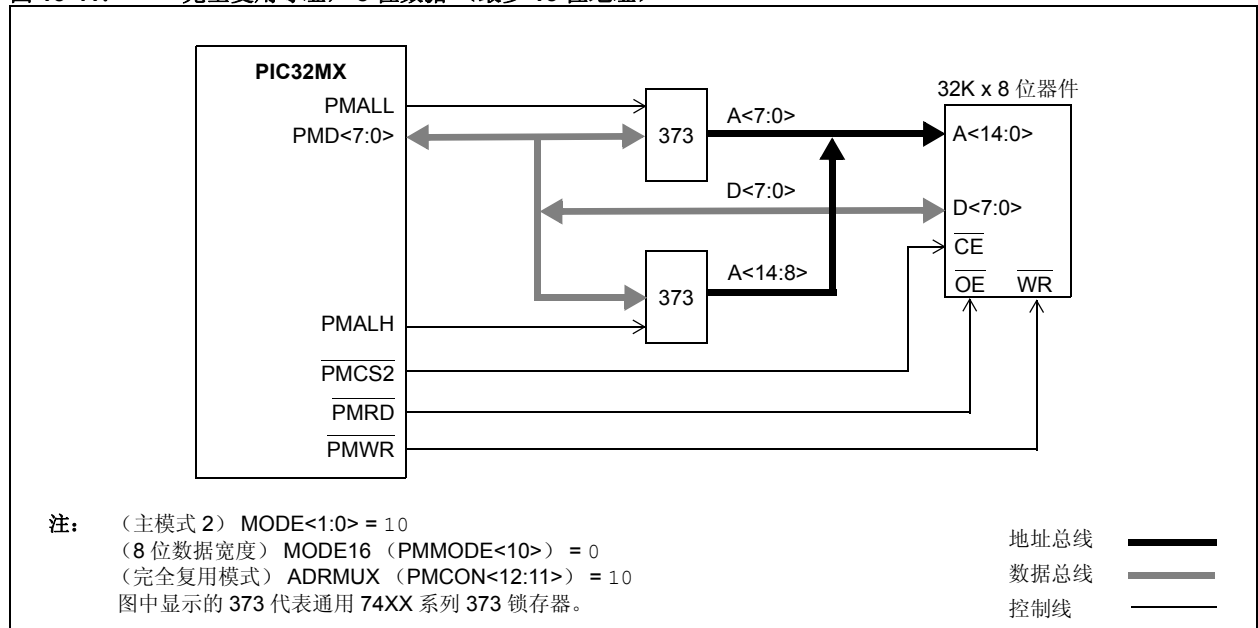 PIC32MX
PMALL
PMD<7:0>
PMALH
PMCS2
PMRD
PMWR
373
A<7:0>
D<7:0>
373
A<14:8>
32K x 8 位器件
A<14:0>
D<7:0>
CE
OE WR
注： （主模式 2） MODE<1:0> = 10
（8 位数据宽度） MODE16 （PMMODE<10>） = 0
（完全复用模式） ADRMUX （PMCON<12:11>） = 10
图中显示的 373 代表通用 74XX 系列 373 锁存器。
地址总线
数据总线
控制线